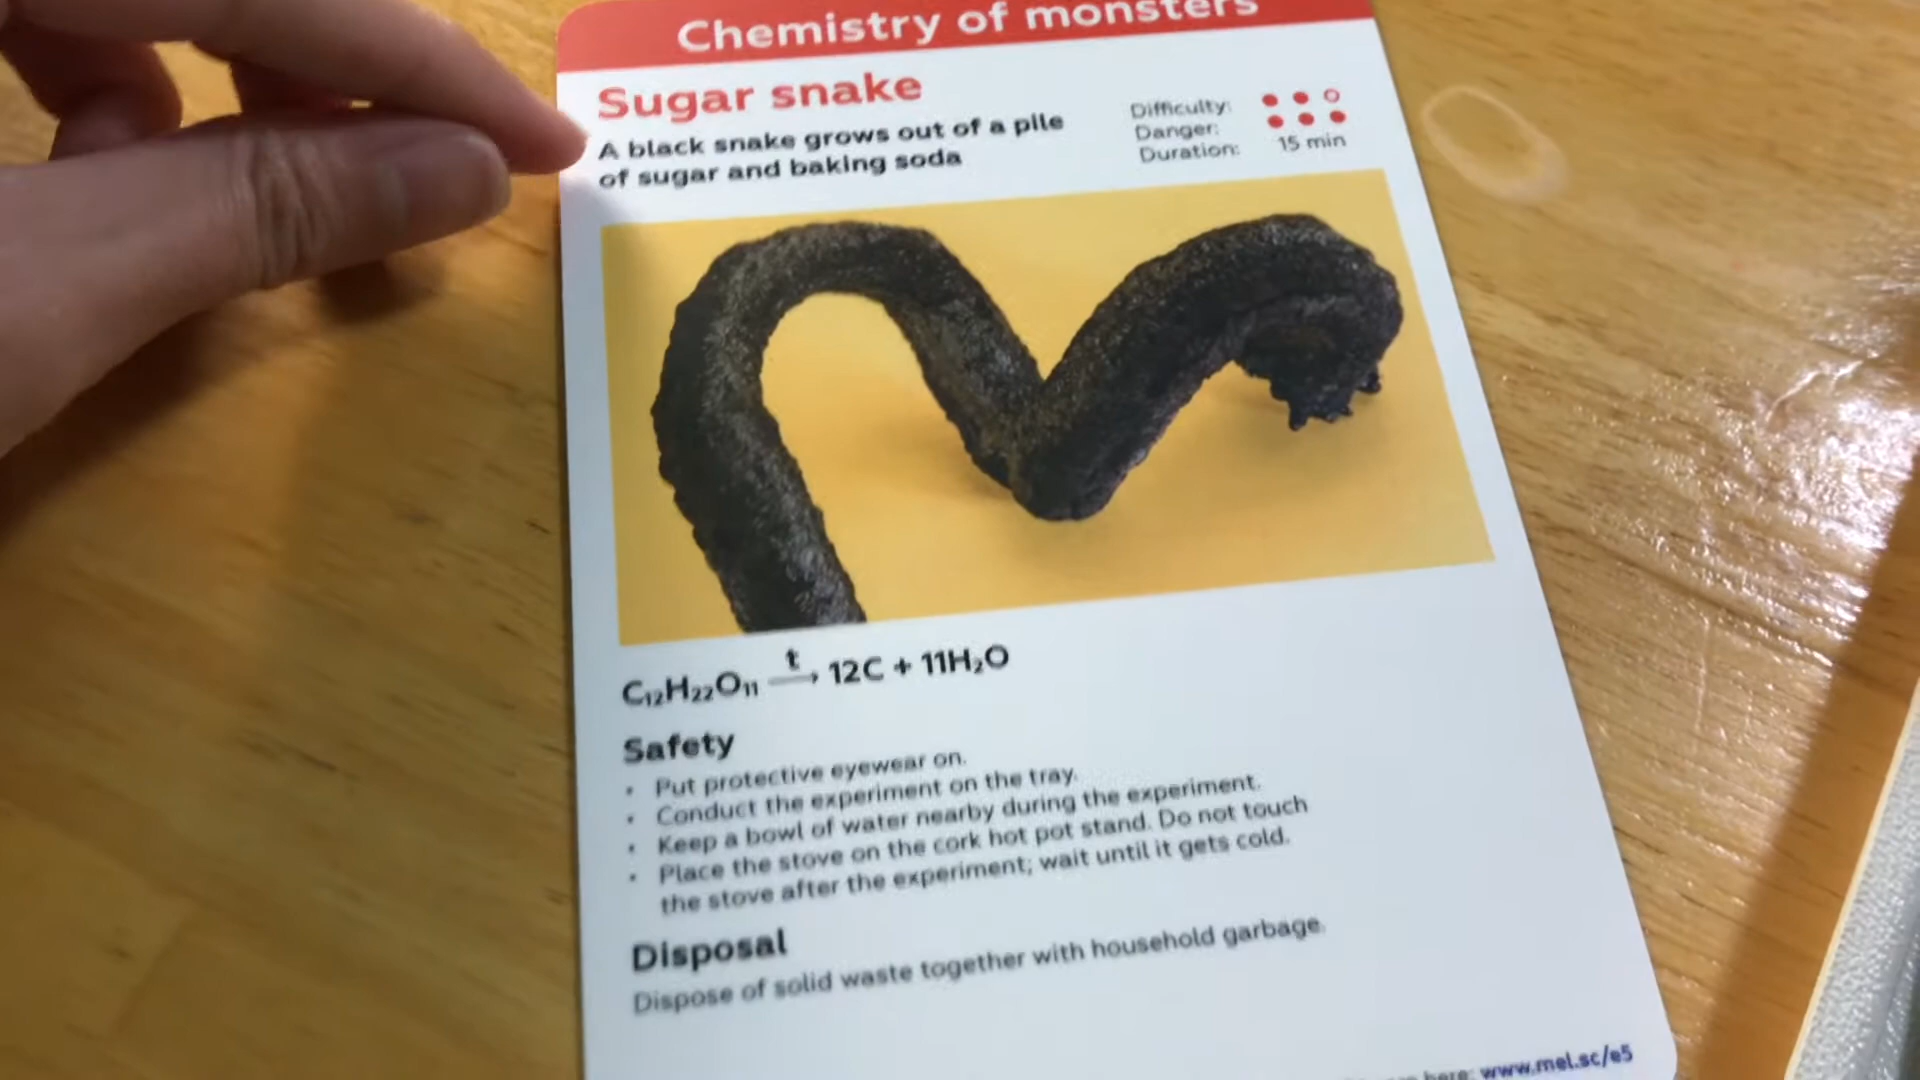 Chemistry of monsters
Sugar snake
A black snake grows out of a pile
of sugar and baking soda
Difficulty:
Danger:
Duration: 15 min
C₁₂H₂₂O₁₁ t→ 12C + 11H₂O
Safety
• Put protective eyewear on.
• Conduct the experiment on the tray.
• Keep a bowl of water nearby during the experiment.
• Place the stove on the cork hot pot stand. Do not touch
the stove after the experiment; wait until it gets cold.
Disposal
Dispose of solid waste together with household garbage.
here: www.mel.sc/e5